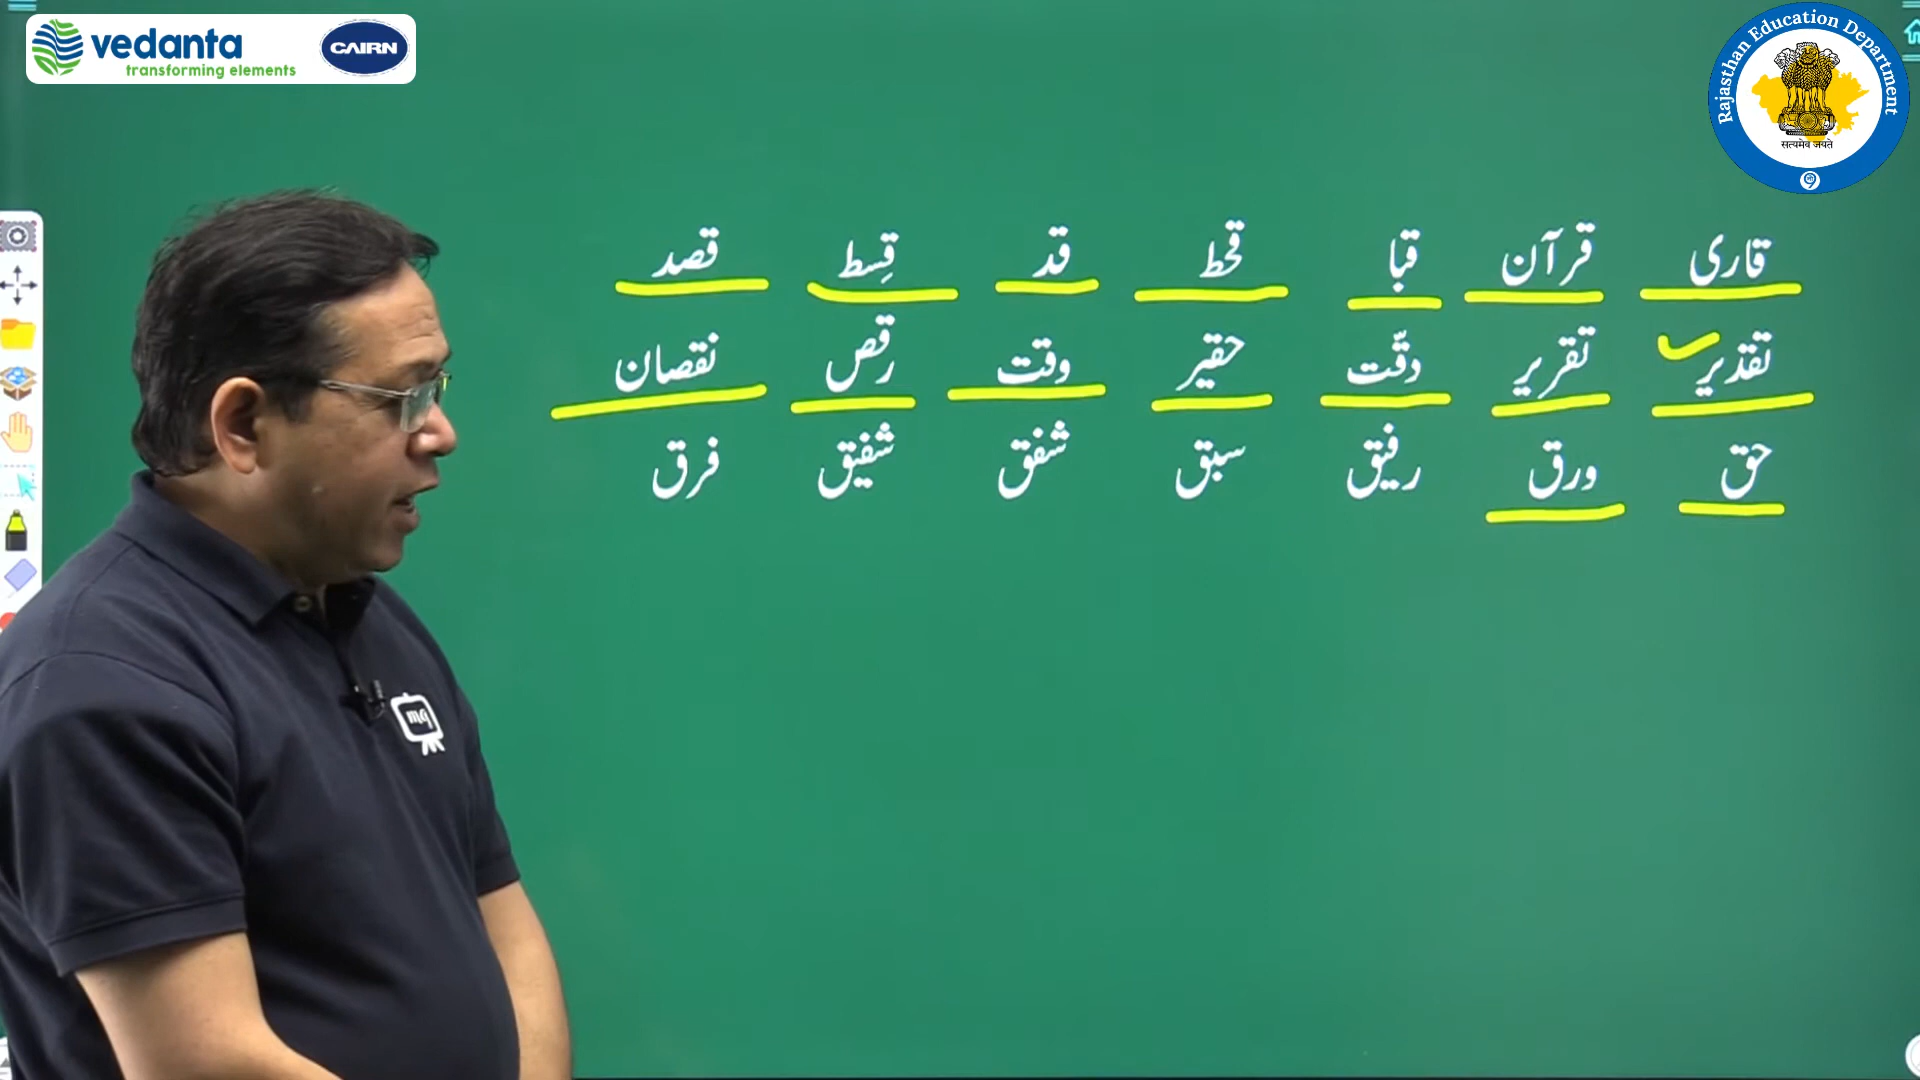 vedanta
transforming elements
CAIRN
Rajasthan Education Department
सत्यमेव जयते
قاری قرآن قبا قحط قد قِسط قصد
تقدیر تقریر دقّت حقیر وقت رقص نقصان
حق ورق رفیق سبق شفق شفیق فرق